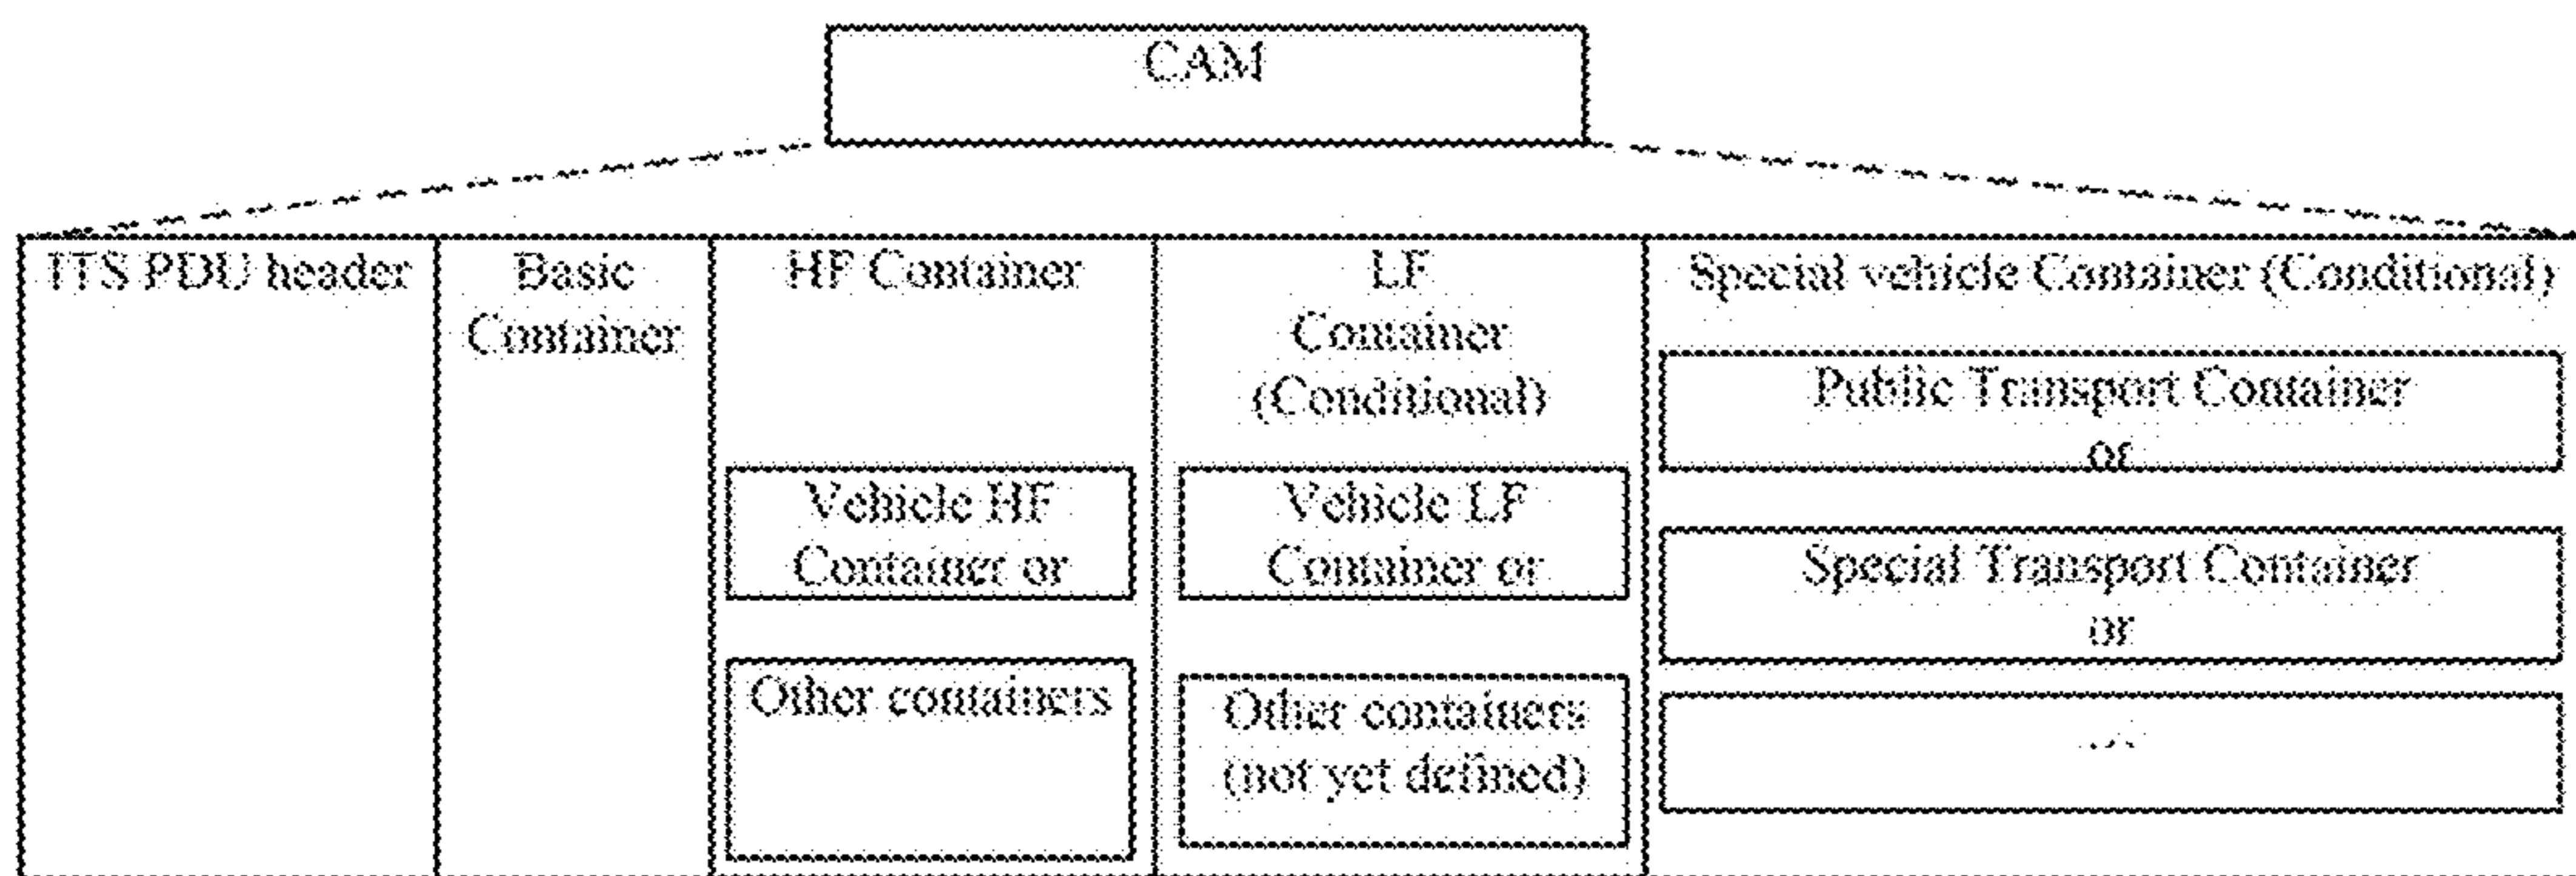 CAM
ITS PDU header
Basic
Container
HF Container
Vehicle HF
Container or
Other containers
LF
Container
(Conditional)
Vehicle LF
Container or
Other containers
(not yet defined)
Special vehicle Container (Conditional)
Public Transport Container
or
Special Transport Container
or
...